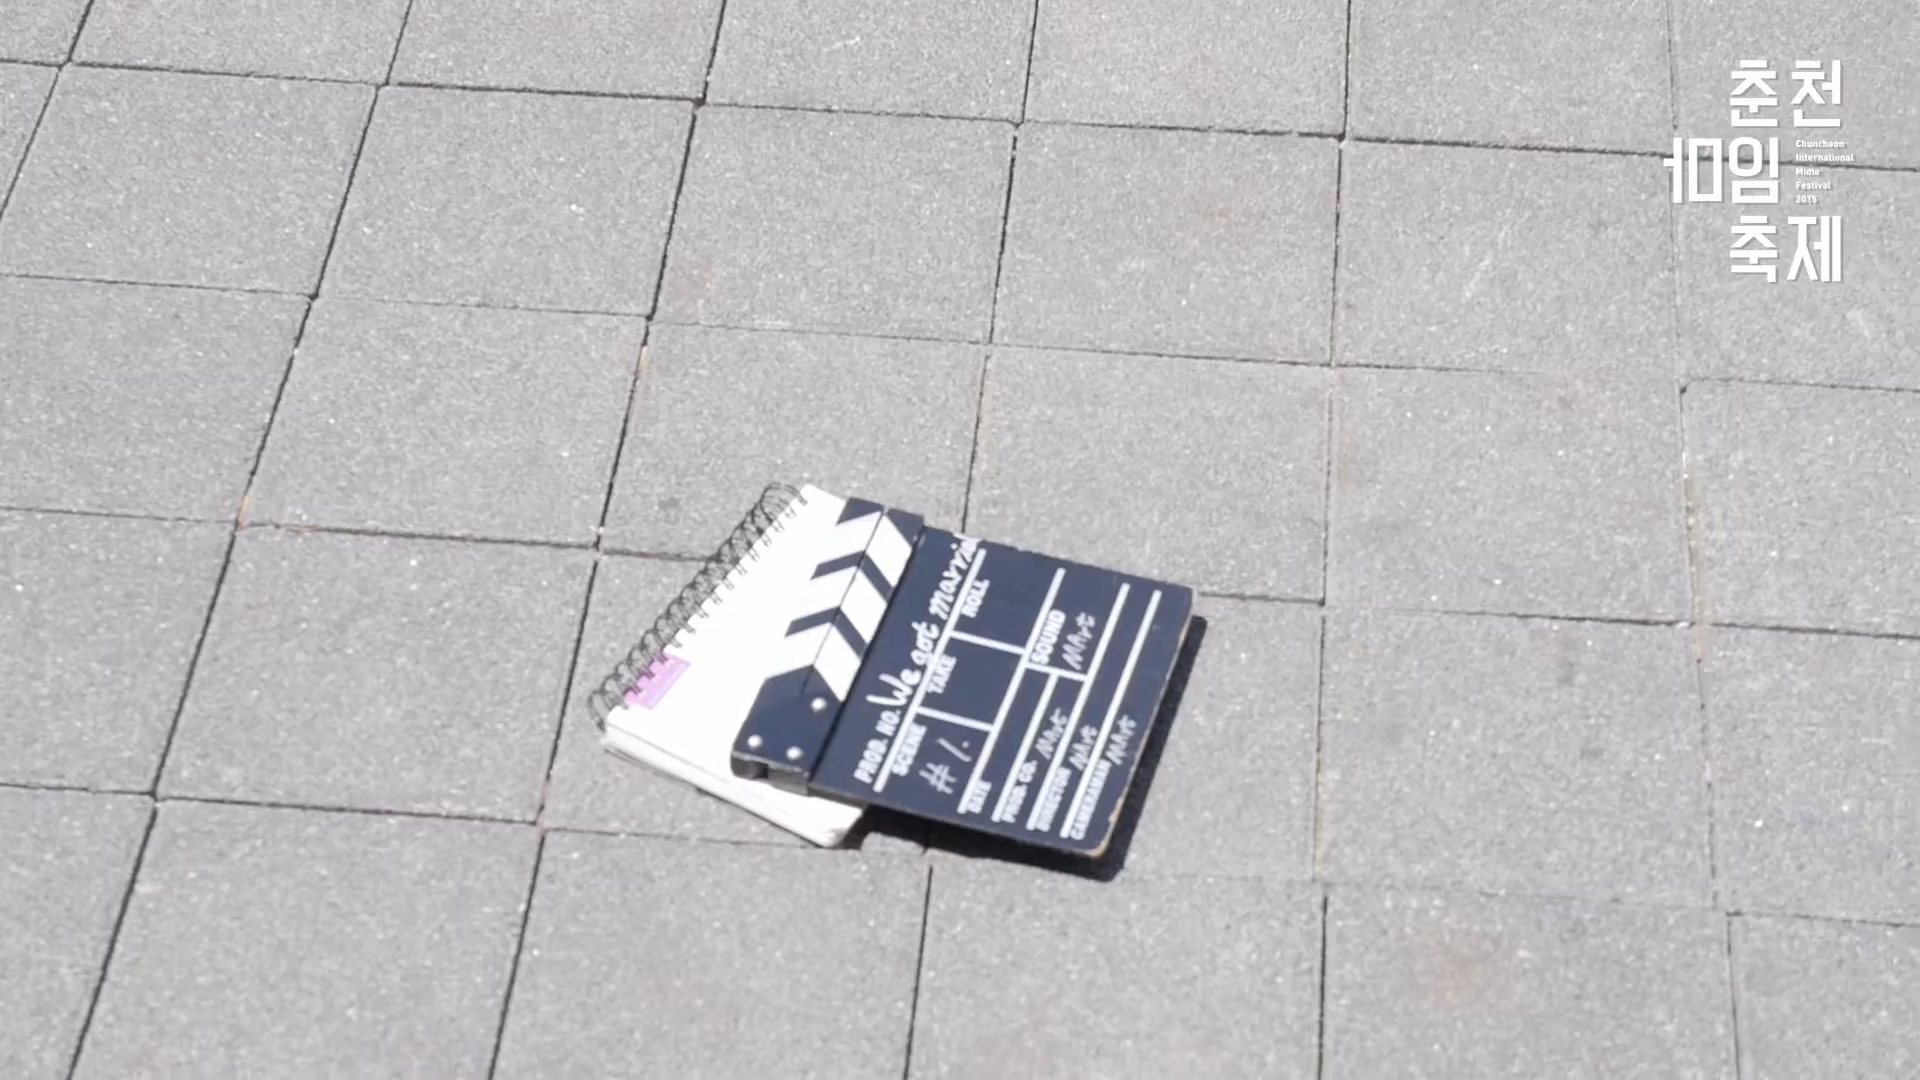 춘천
마임
Chuncheon
International
Mime
Festival
2015
축제
PROD. NO. We got marrie
SCENE
TAKE
ROLL
# 1.
DATE
SOUND
MArt
PROD. CO. MArt
DIRECTOR MArt
CAMERAMAN MArt